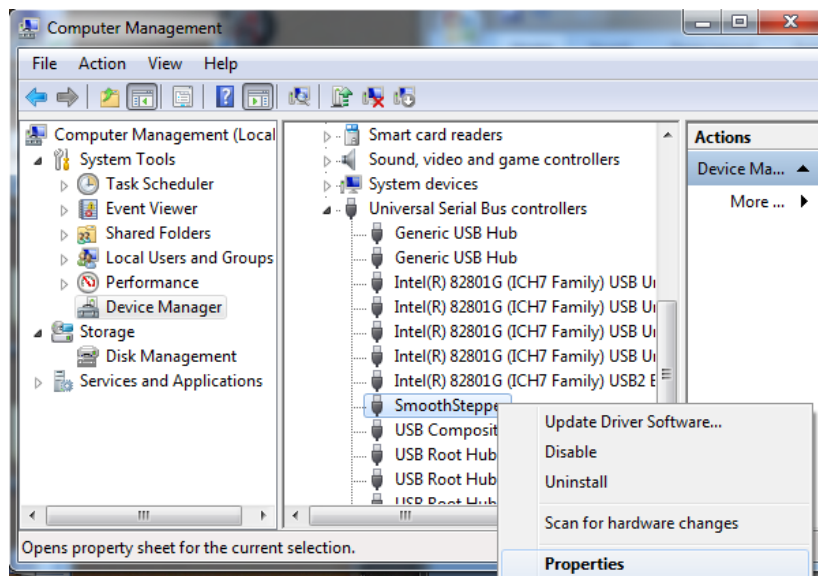 Computer Management
File Action View Help
Computer Management (Local
System Tools
Task Scheduler
Event Viewer
Shared Folders
Local Users and Groups
Performance
Device Manager
Storage
Disk Management
Services and Applications
Smart card readers
Sound, video and game controllers
System devices
Universal Serial Bus controllers
Generic USB Hub
Generic USB Hub
Intel(R) 82801G (ICH7 Family) USB U
Intel(R) 82801G (ICH7 Family) USB U
Intel(R) 82801G (ICH7 Family) USB U
Intel(R) 82801G (ICH7 Family) USB U
Intel(R) 82801G (ICH7 Family) USB2 E
SmoothSteppe
USB Composit
USB Root Hub
USB Root Hub
USB Root Hub
Actions
Device Ma...
More ...
Update Driver Software...
Disable
Uninstall
Scan for hardware changes
Properties
Opens property sheet for the current selection.